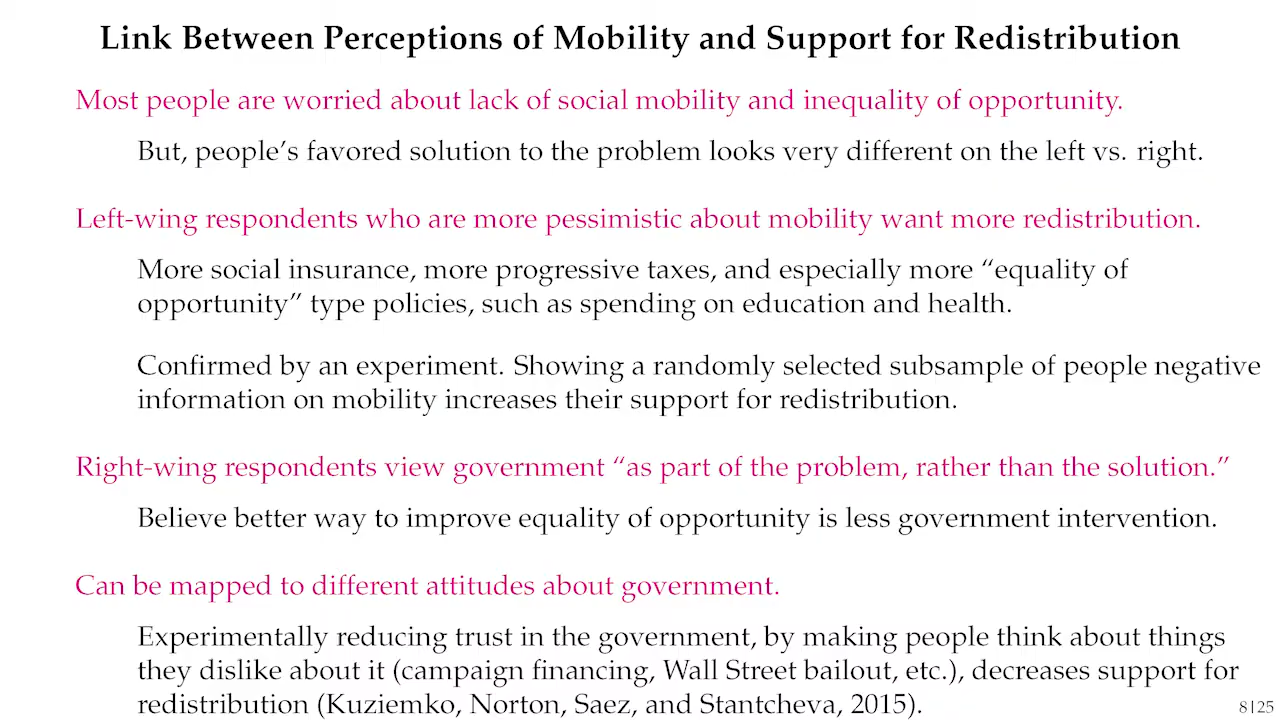 Link Between Perceptions of Mobility and Support for Redistribution
Most people are worried about lack of social mobility and inequality of opportunity.
But, people’s favored solution to the problem looks very different on the left vs. right.
Left-wing respondents who are more pessimistic about mobility want more redistribution.
More social insurance, more progressive taxes, and especially more “equality of
opportunity” type policies, such as spending on education and health.
Confirmed by an experiment. Showing a randomly selected subsample of people negative
information on mobility increases their support for redistribution.
Right-wing respondents view government “as part of the problem, rather than the solution.”
Believe better way to improve equality of opportunity is less government intervention.
Can be mapped to different attitudes about government.
Experimentally reducing trust in the government, by making people think about things
they dislike about it (campaign financing, Wall Street bailout, etc.), decreases support for
redistribution (Kuziemko, Norton, Saez, and Stantcheva, 2015).
8|25